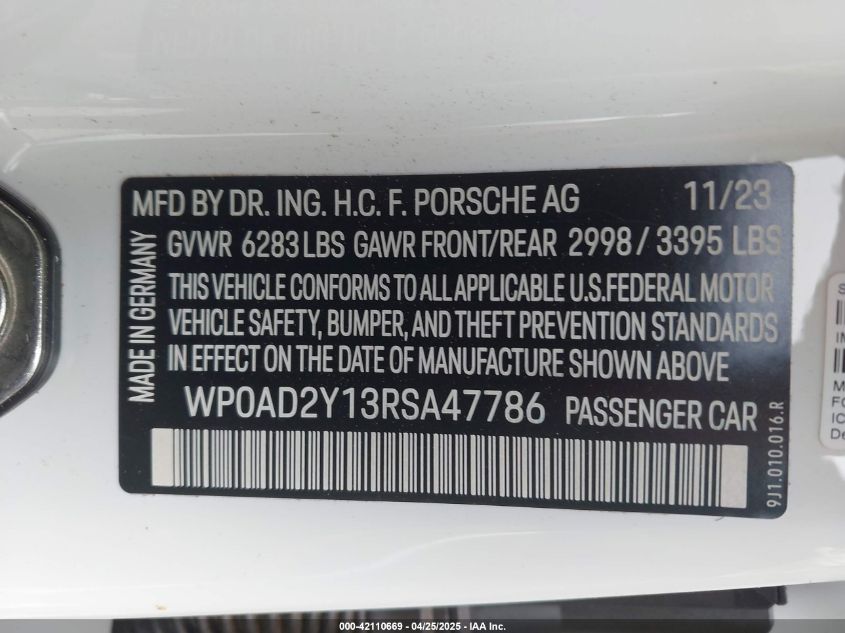 MFD BY DR. ING. H.C. F. PORSCHE AG 11/23
GVWR 6283 LBS GAWR FRONT/REAR 2998 / 3395 LBS
THIS VEHICLE CONFORMS TO ALL APPLICABLE U.S.FEDERAL MOTOR
VEHICLE SAFETY, BUMPER, AND THEFT PREVENTION STANDARDS
IN EFFECT ON THE DATE OF MANUFACTURE SHOWN ABOVE
WP0AD2Y13RSA47786 PASSENGER CAR
MADE IN GERMANY
9J1.010.016.R
000-42110669 - 04/25/2025 - IAA Inc.